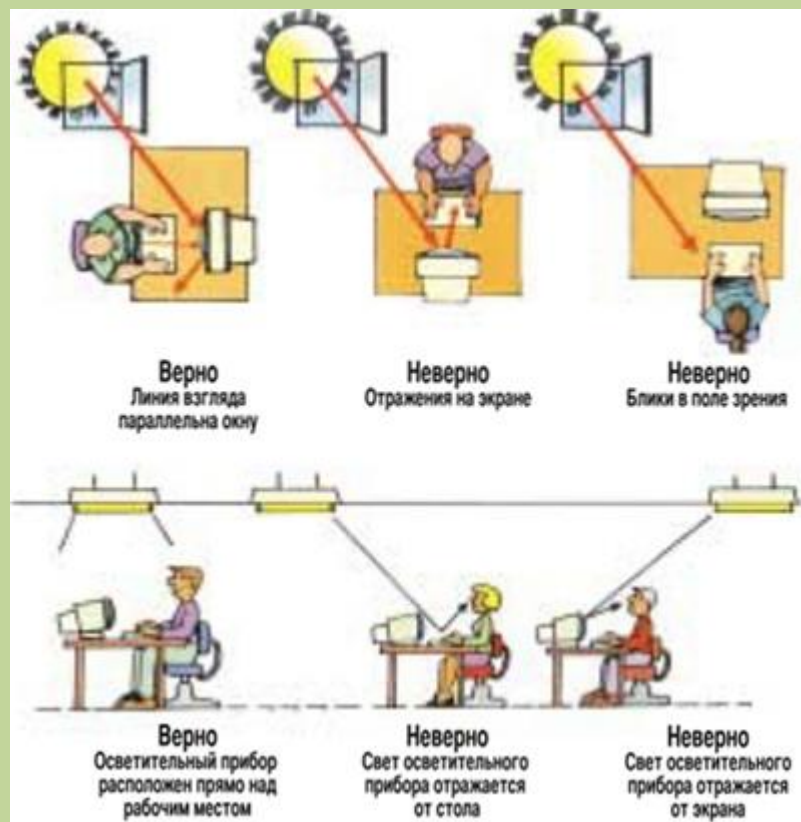 Верно
Линия взгляда
параллельна окну
Неверно
Отражения на экране
Неверно
Блики в поле зрения
Верно
Осветительный прибор
расположен прямо над
рабочим местом
Неверно
Свет осветительного
прибора отражается
от стола
Неверно
Свет осветительного
прибора отражается
от экрана